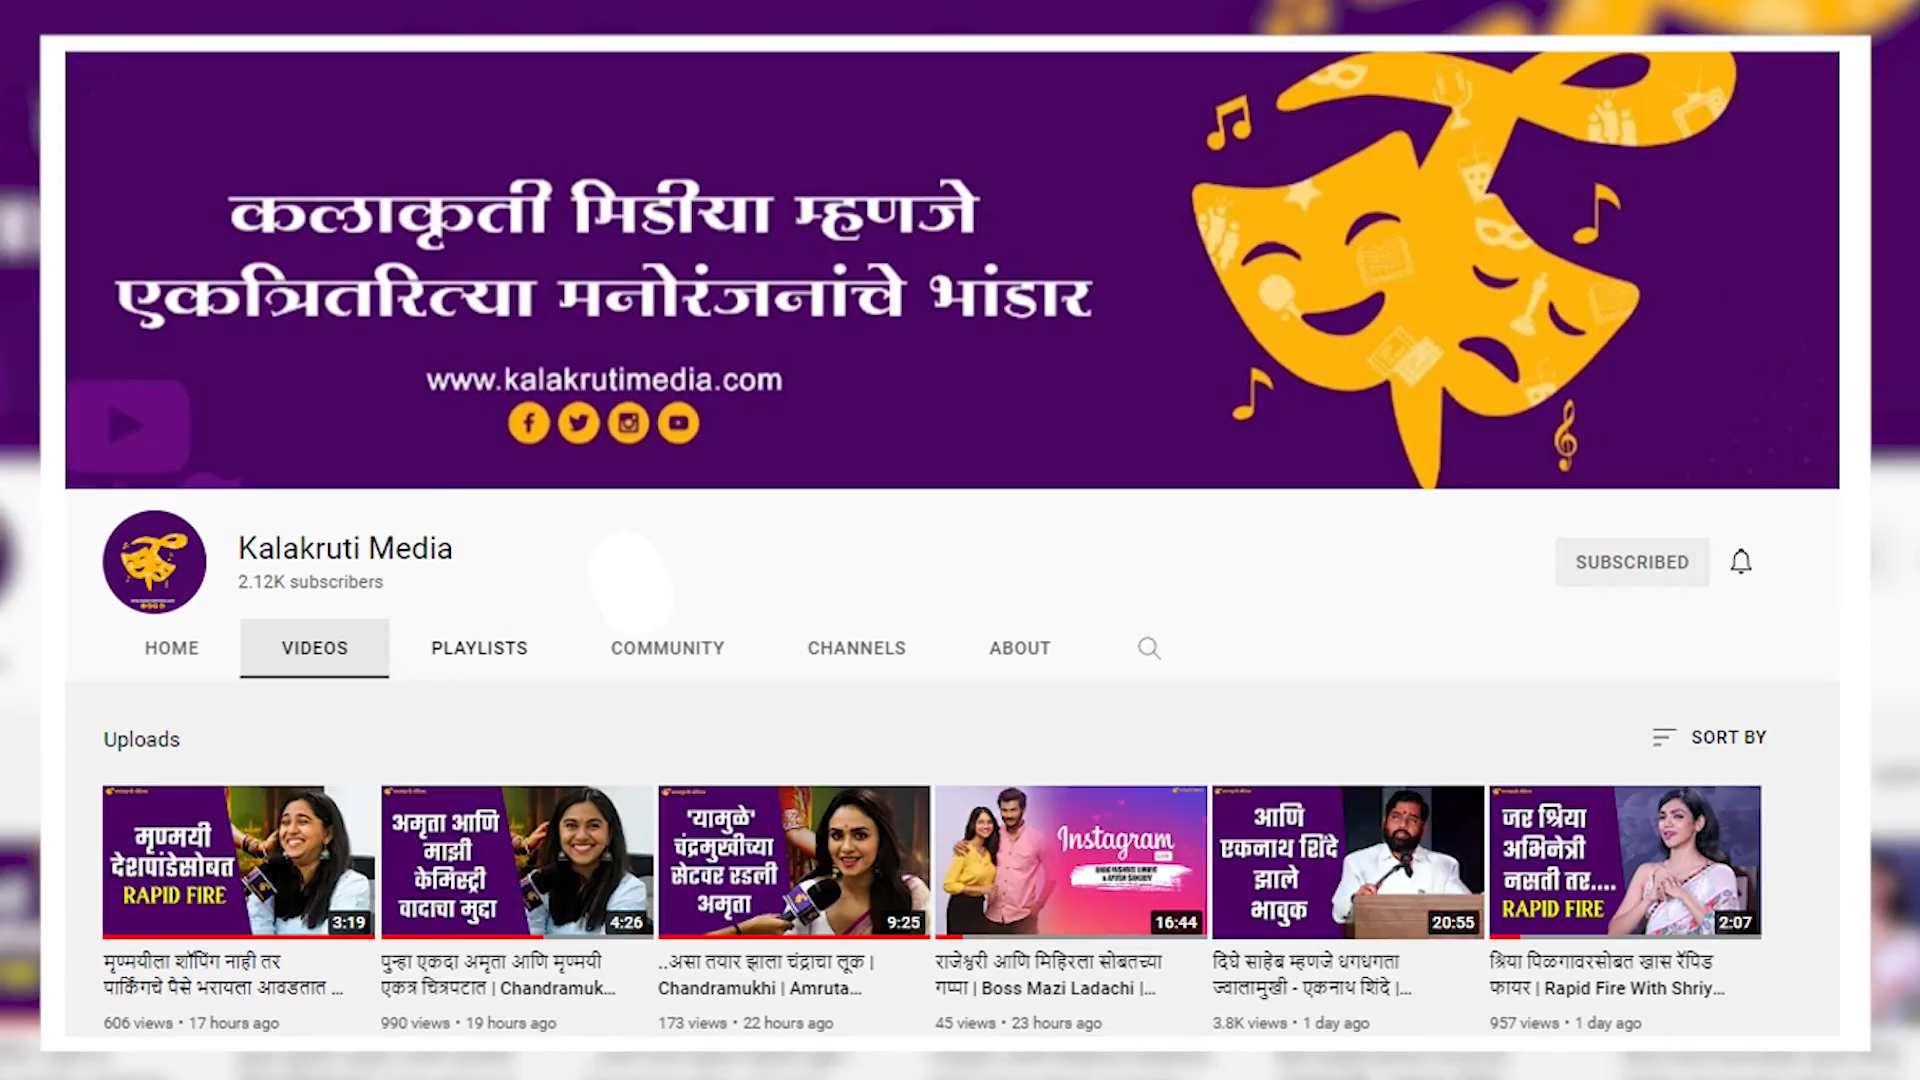 कलाकृती मिडीया म्हणजे
एकत्रितरित्या मनोरंजनांचे भांडार
www.kalakrutimedia.com
Kalakruti Media
2.12K subscribers
SUBSCRIBED
HOME
VIDEOS
PLAYLISTS
COMMUNITY
CHANNELS
ABOUT
Uploads
SORT BY
मृण्मयी
देशपांडेसोबत
RAPID FIRE
3:19
मृण्मयीला शॉपिंग नाही तर
पार्किंगचे पैसे भरायला आवडतात ...
606 views • 17 hours ago
अमृता आणि
माझी
केमिस्ट्री
वादाचा मुद्दा
4:26
पुन्हा एकदा अमृता आणि मृण्मयी
एकत्र चित्रपटात | Chandramuk...
990 views • 19 hours ago
'यामुळे'
चंद्रमुखीच्या
सेटवर रडली
अमृता
9:25
..असा तयार झाला चंद्राचा लूक |
Chandramukhi | Amruta...
173 views • 22 hours ago
Instagram
16:44
राजेश्वरी आणि मिहिरला सोबतच्या
गप्पा | Boss Mazi Ladachi |...
45 views • 23 hours ago
आणि
एकनाथ शिंदे
झाले
भावुक
20:55
दिघे साहेब म्हणजे धगधगता
ज्वालामुखी - एकनाथ शिंदे |...
3.8K views • 1 day ago
जर श्रिया
अभिनेत्री
नसती तर....
RAPID FIRE
2:07
श्रिया पिळगावरसोबत खास रॅपिड
फायर | Rapid Fire With Shriy...
957 views • 1 day ago